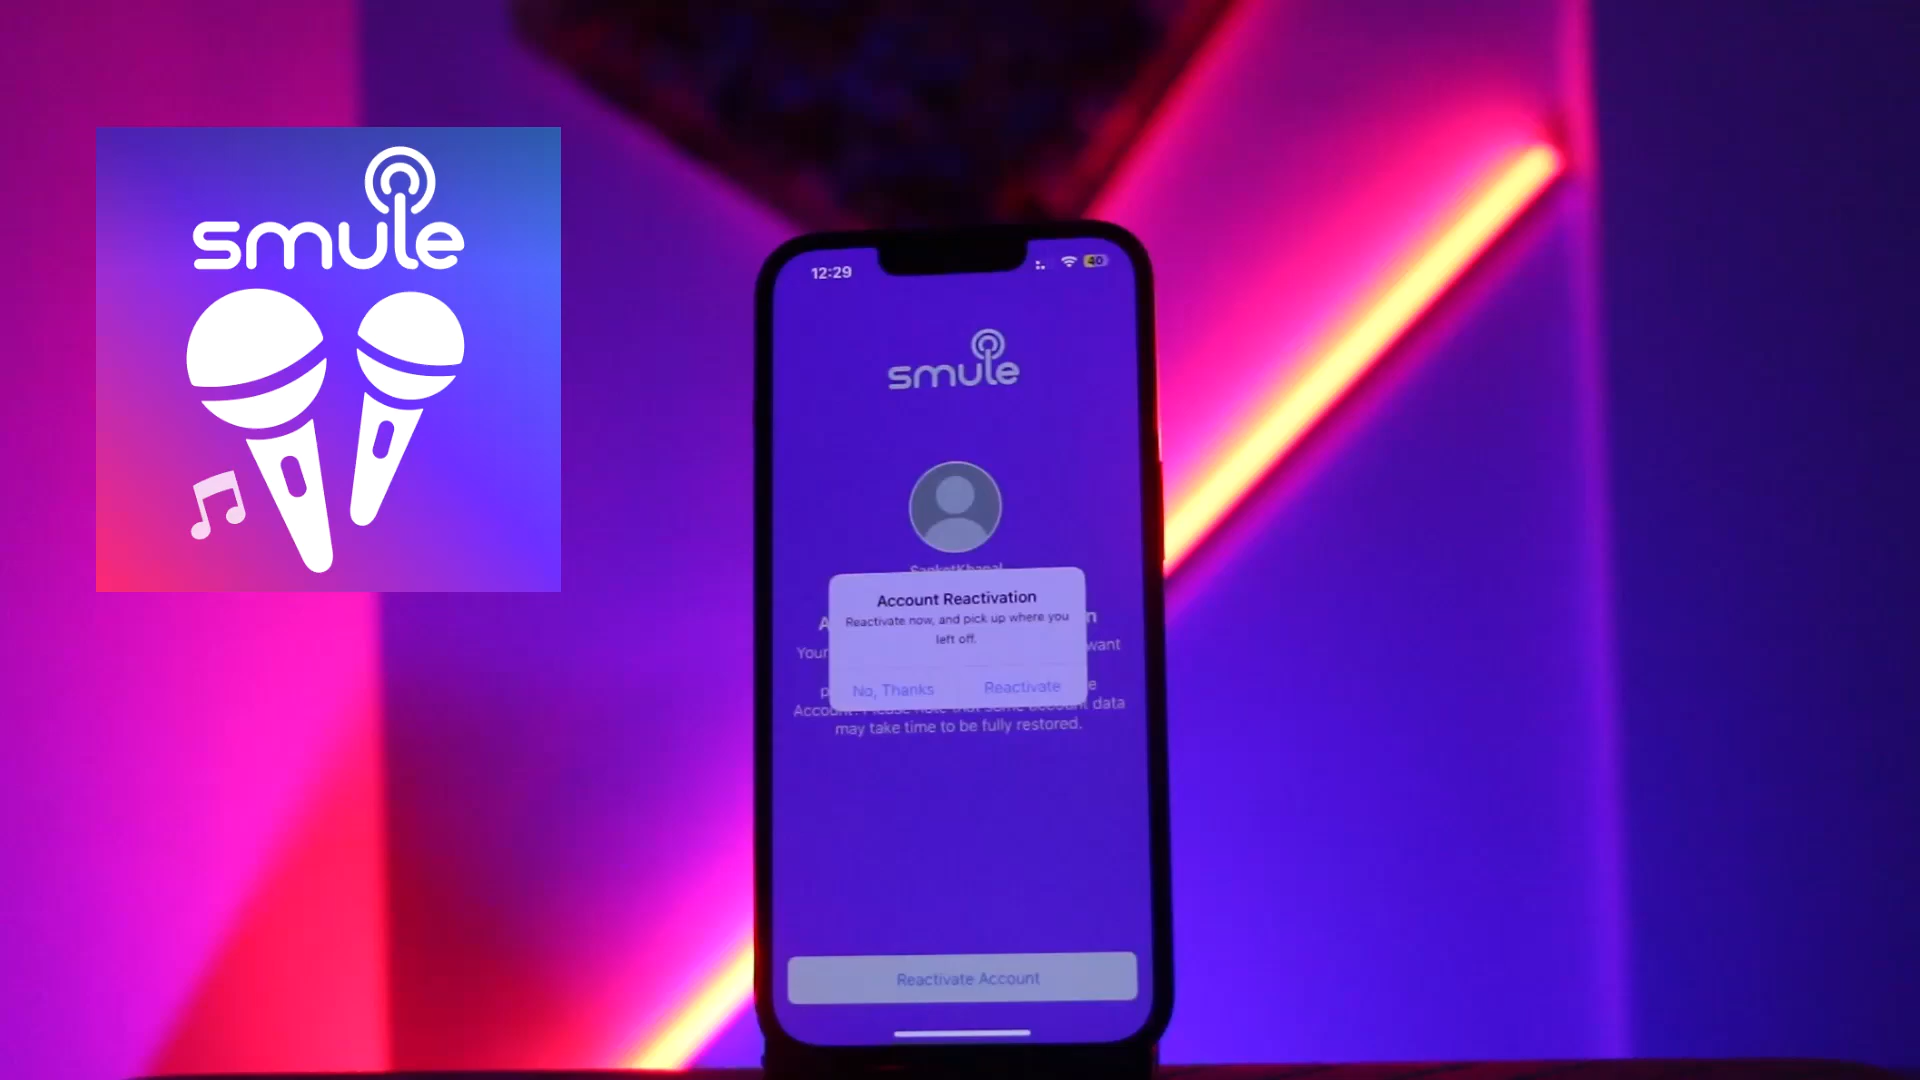 smule
12:29
40
smule
Account Reactivation
Reactivate now, and pick up where you
left off.
Your
want
No, Thanks
Reactivate
data
may take time to be fully restored.
Reactivate Account